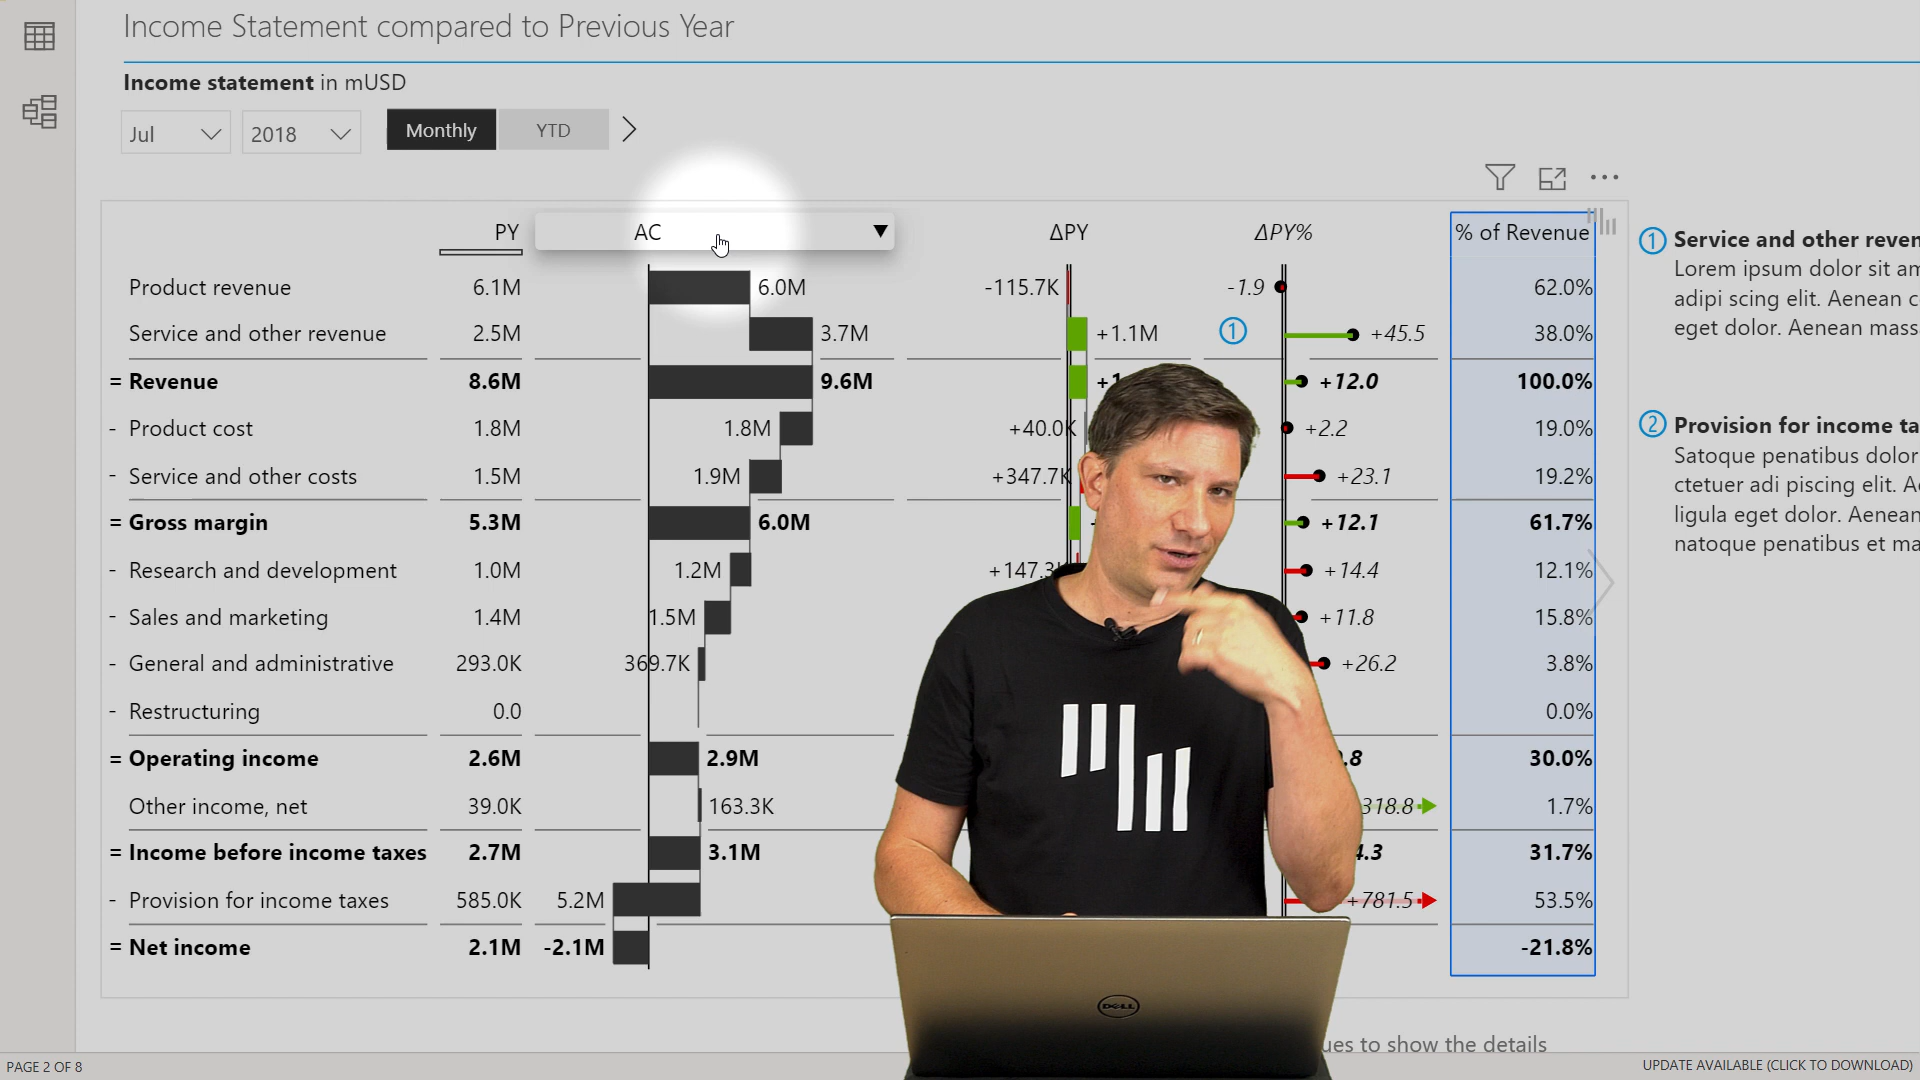 Income Statement compared to Previous Year
Income statement in mUSD
Jul 2018 Monthly YTD
PY AC ΔPY ΔPY% % of Revenue
Product revenue 6.1M 6.0M -115.7K -1.9 62.0%
Service and other revenue 2.5M 3.7M +1.1M 1 +45.5 38.0%
= Revenue 8.6M 9.6M +1 +12.0 100.0%
- Product cost 1.8M 1.8M +40.0K +2.2 19.0%
- Service and other costs 1.5M 1.9M +347.7K +23.1 19.2%
= Gross margin 5.3M 6.0M +12.1 61.7%
- Research and development 1.0M 1.2M +147.3K +14.4 12.1%
- Sales and marketing 1.4M 1.5M +11.8 15.8%
- General and administrative 293.0K 369.7K +26.2 3.8%
- Restructuring 0.0 0.0%
= Operating income 2.6M 2.9M .8 30.0%
Other income, net 39.0K 163.3K 318.8 1.7%
= Income before income taxes 2.7M 3.1M 4.3 31.7%
- Provision for income taxes 585.0K 5.2M +781.5 53.5%
= Net income 2.1M -2.1M -21.8%
1 Service and other reven
Lorem ipsum dolor sit am
adipi scing elit. Aenean c
eget dolor. Aenean mass
2 Provision for income ta
Satoque penatibus dolor
ctetuer adi piscing elit. A
ligula eget dolor. Aenean
natoque penatibus et ma
DELL
ues to show the details
PAGE 2 OF 8
UPDATE AVAILABLE (CLICK TO DOWNLOAD)